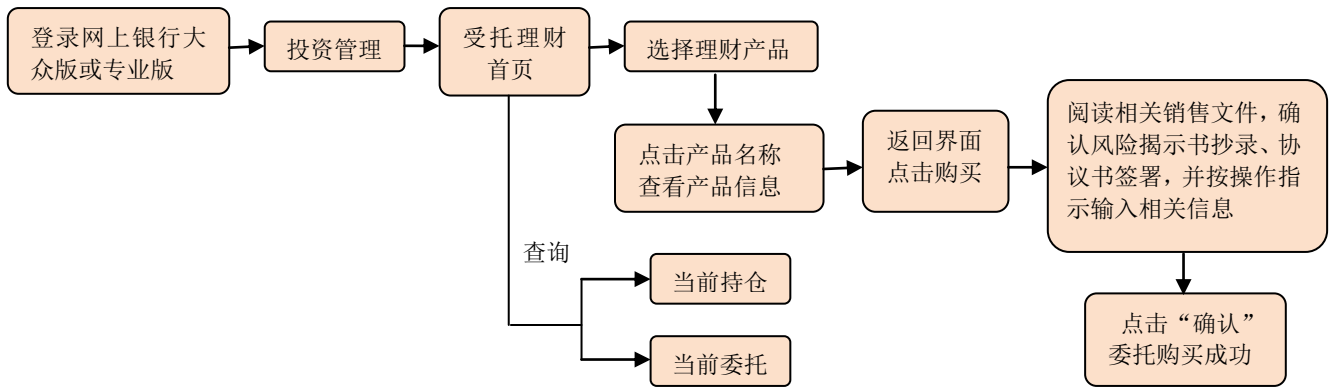 登录网上银行大
众版或专业版
投资管理
受托理财
首页
选择理财产品
点击产品名称
查看产品信息
返回界面
点击购买
阅读相关销售文件，确
认风险揭示书抄录、协
议书签署，并按操作指
示输入相关信息
点击“确认”
委托购买成功
查询
当前持仓
当前委托